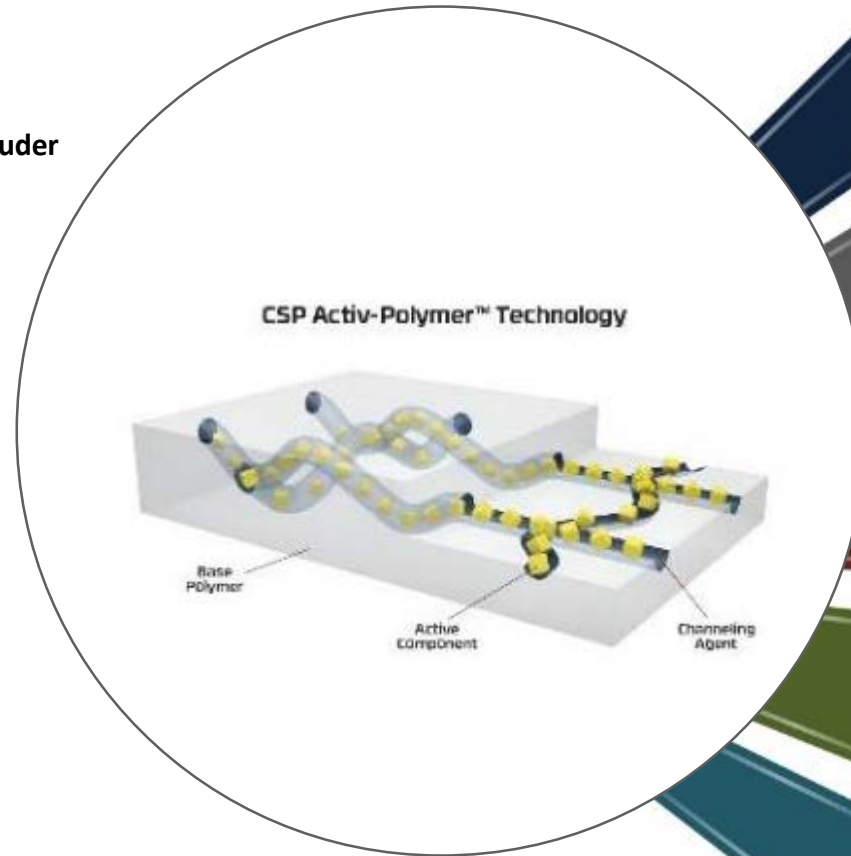 uder
CSP Activ-Polymer™ Technology
Base
Polymer
Active
Component
Channeling
Agent